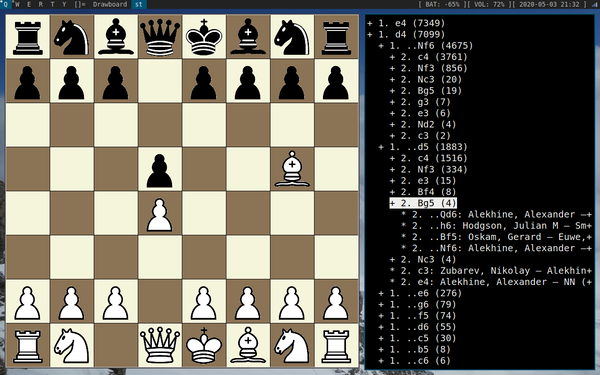 Q W E R T Y []= Drawboard st [ BAT: -65% ][ VOL: 72% ][ 2020-05-03 21:32 ]
+ 1. e4 (7349)
+ 1. d4 (7099)
+ 1. ..Nf6 (4675)
+ 2. c4 (3761)
+ 2. Nf3 (856)
+ 2. Nc3 (20)
+ 2. Bg5 (19)
+ 2. g3 (7)
+ 2. e3 (6)
+ 2. Nd2 (4)
+ 2. c3 (2)
+ 1. ..d5 (1883)
+ 2. c4 (1516)
+ 2. Nf3 (334)
+ 2. e3 (15)
+ 2. Bf4 (8)
+ 2. Bg5 (4)
* 2. ..Qd6: Alekhine, Alexander —+
* 2. ..h6: Hodgson, Julian M — Sm+
* 2. ..Bf5: Oskam, Gerard — Euwe,+
* 2. ..Nf6: Alekhine, Alexander —+
+ 2. Nc3 (4)
* 2. c3: Zubarev, Nikolay — Alekhin+
* 2. e4: Alekhine, Alexander — NN (+
+ 1. ..e6 (276)
+ 1. ..g6 (79)
+ 1. ..f5 (74)
+ 1. ..d6 (55)
+ 1. ..c5 (30)
+ 1. ..b5 (8)
+ 1. ..c6 (6)